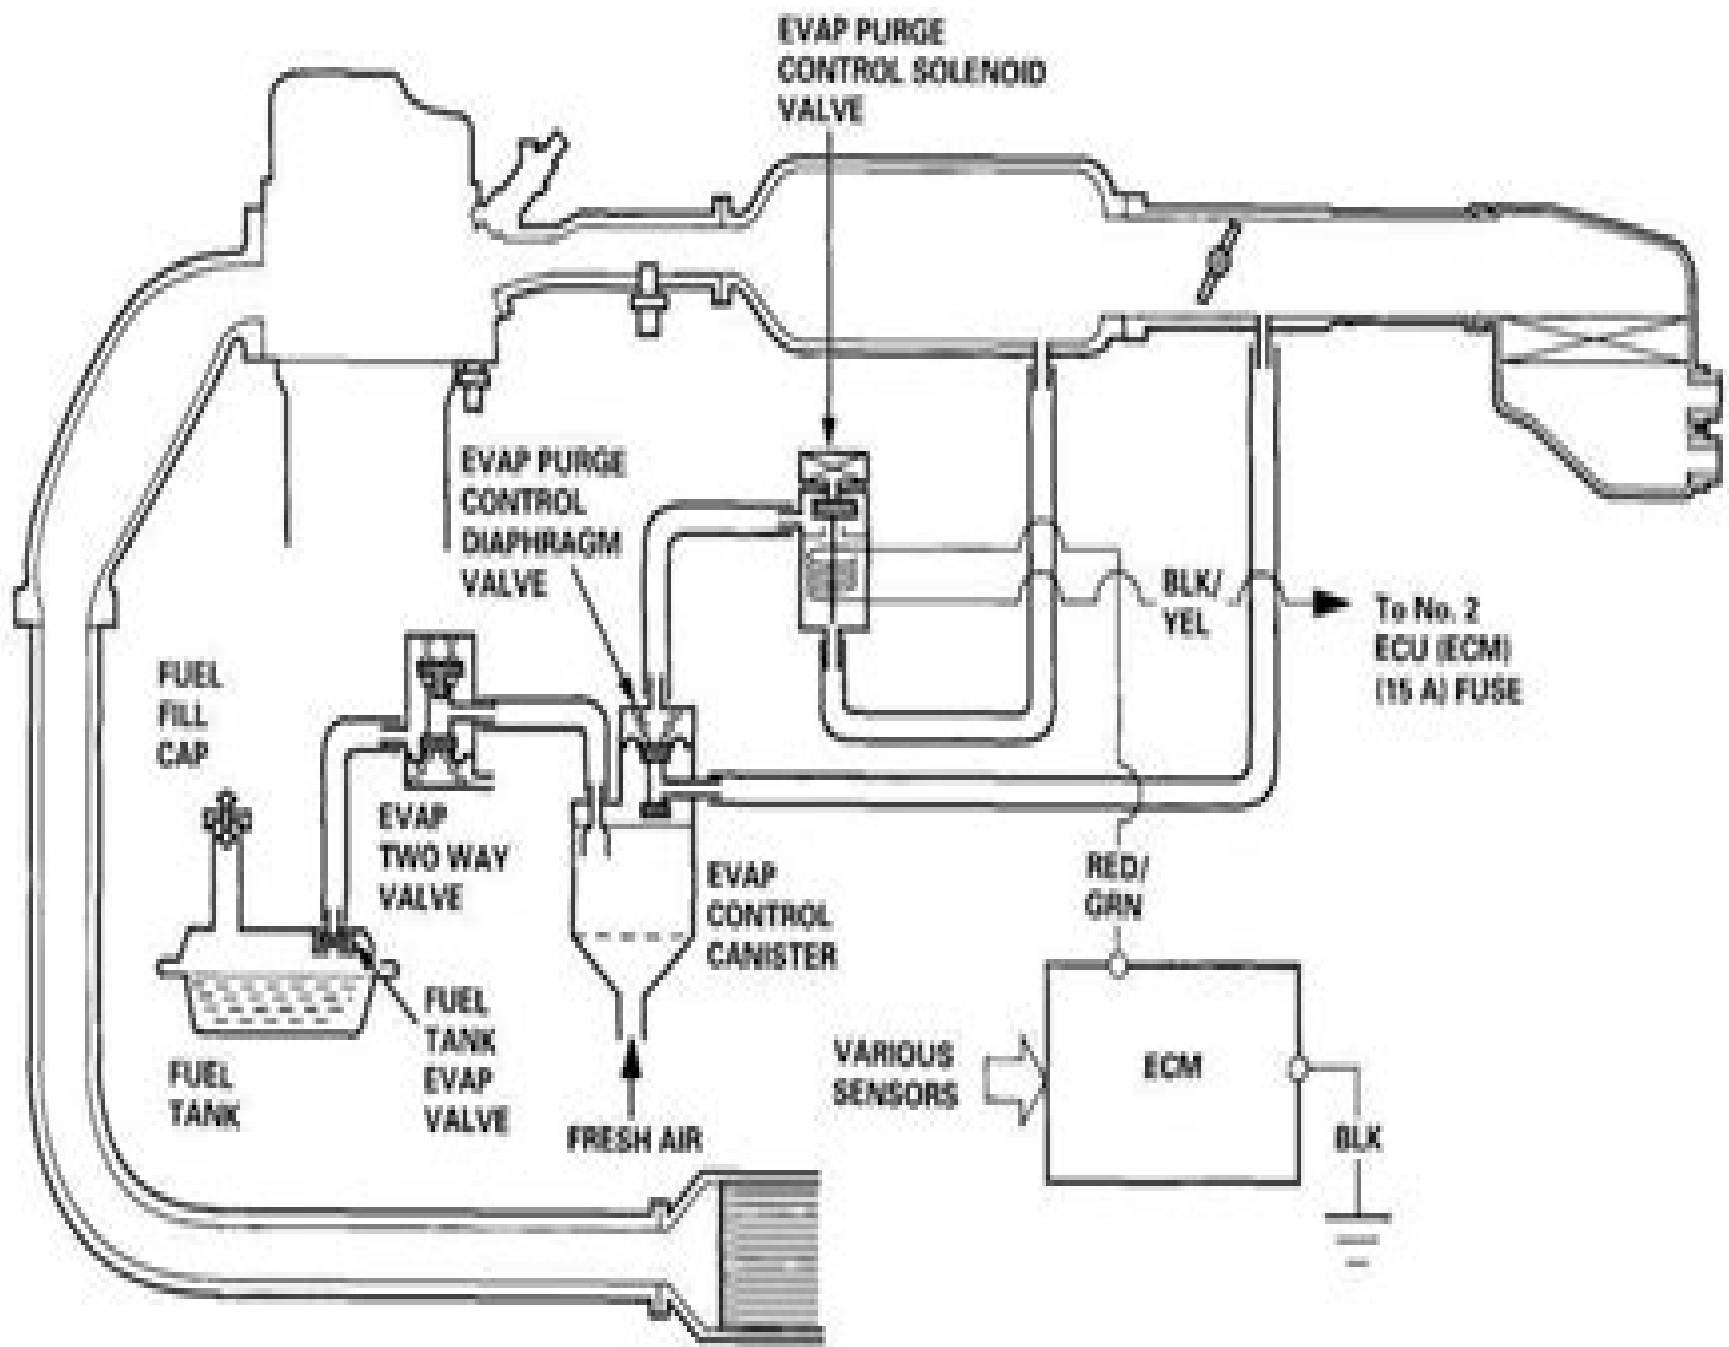 EVAP PURGE
CONTROL SOLENOID
VALVE
EVAP PURGE
CONTROL
DIAPHRAGM
VALVE
BLK/
YEL
To No. 2
ECU (ECM)
(15 A) FUSE
FUEL
FILL
CAP
EVAP
TWO WAY
VALVE
EVAP
CONTROL
CANISTER
RED/
GRN
FUEL
TANK
EVAP
VALVE
FUEL
TANK
FRESH AIR
VARIOUS
SENSORS
ECM
BLK